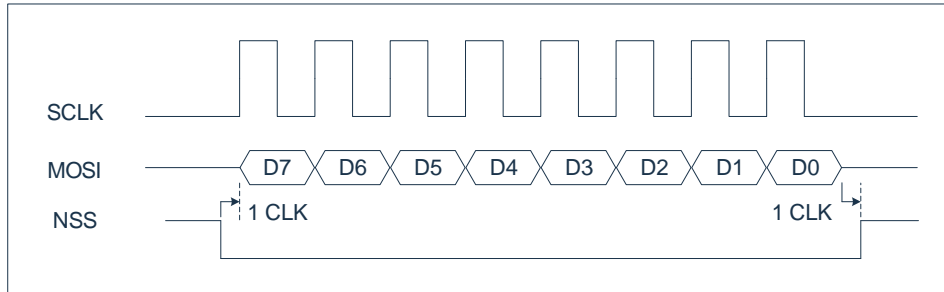 SCLK
MOSI D7 D6 D5 D4 D3 D2 D1 D0
1 CLK 1 CLK
NSS